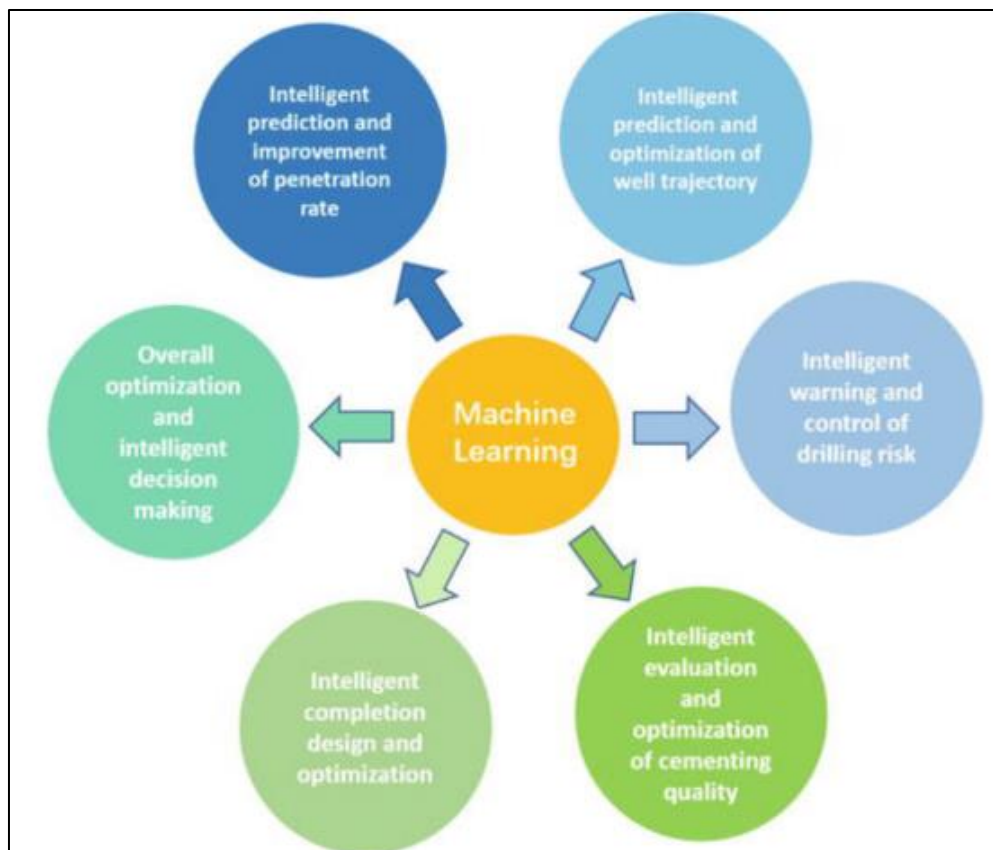 Intelligent
prediction and
improvement
of penetration
rate
Intelligent
prediction and
optimization of
well trajectory
Overall
optimization
and
intelligent
decision
making
Machine
Learning
Intelligent
warning and
control of
drilling risk
Intelligent
completion
design and
optimization
Intelligent
evaluation
and
optimization
of cementing
quality